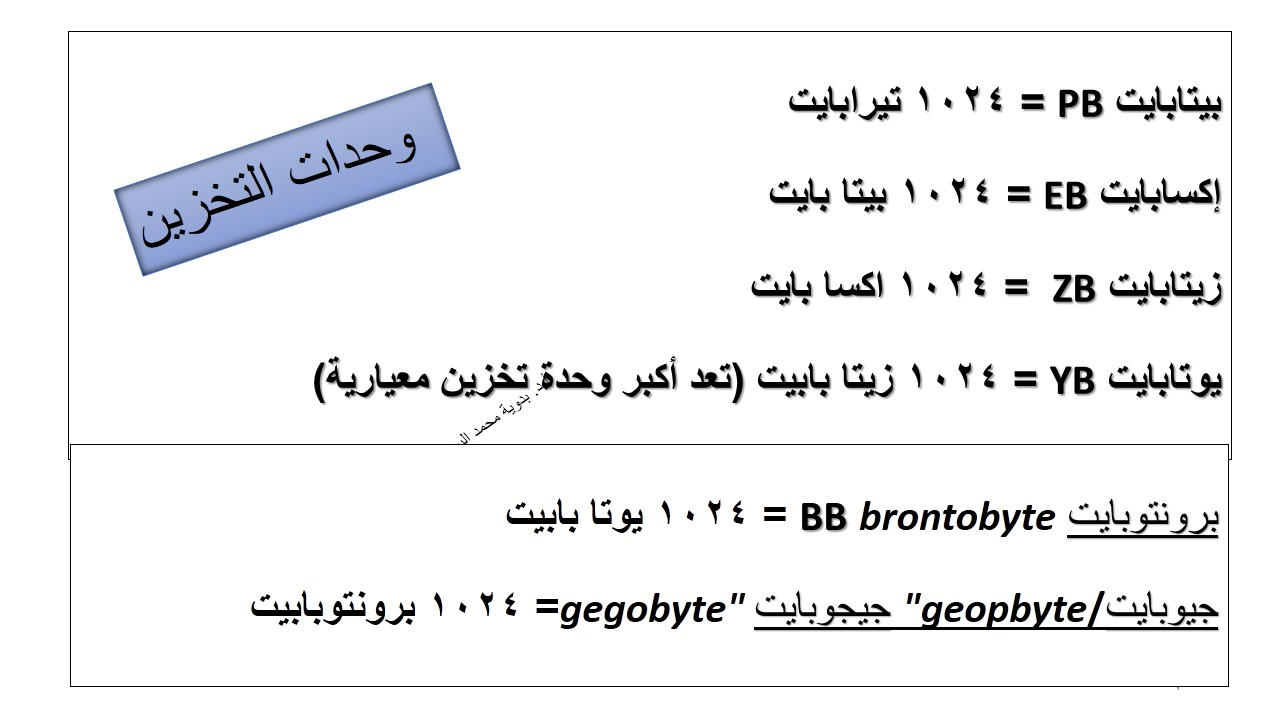 وحدات التخزين
بيتابايت PB = ١٠٢٤ تيرابايت
إكسابايت EB = ١٠٢٤ بيتا بايت
زيتابايت ZB = ١٠٢٤ اكسا بايت
يوتابايت YB = ١٠٢٤ زيتا بابيت (تعد أكبر وحدة تخزين معيارية)
بدوية محمد
برونتوبايت BB brontobyte = ١٠٢٤ يوتا بابيت
جيوبايت/geopbyte" جيجوبايت "gegobyte= ١٠٢٤ برونتوبابيت